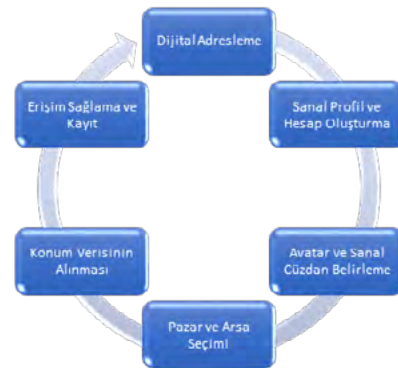 Dijital Adresleme
Sanal Profil ve
Hesap Oluşturma
Avatar ve Sanal
Cüzdan Belirleme
Pazar ve Arsa
Seçimi
Konum Verisinin
Alınması
Erişim Sağlama ve
Kayıt